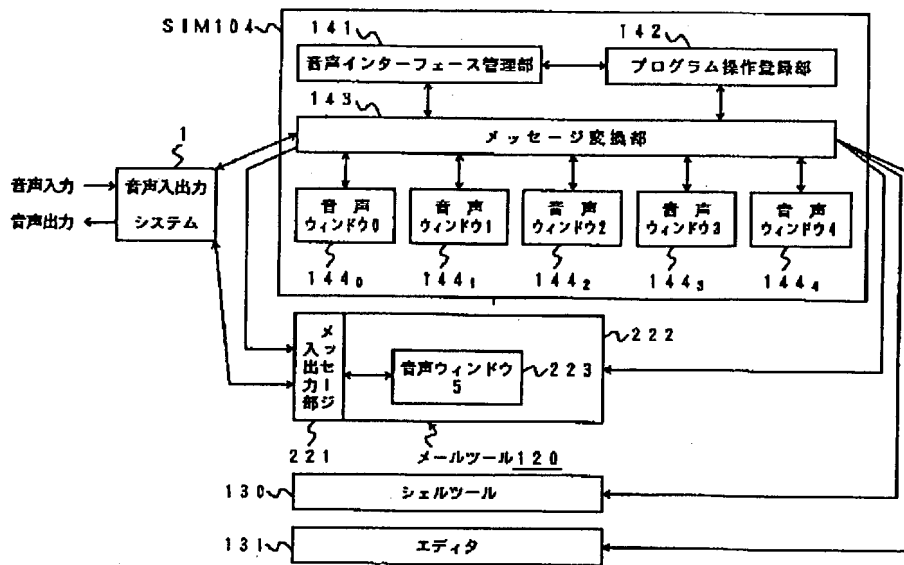 SIM104
141
142
音声インターフェース管理部
プログラム操作登録部
143
メッセージ変換部
1
音声入力
音声出力
音声入出力
システム
音声
ウィンドウ0
音声
ウィンドウ1
音声
ウィンドウ2
音声
ウィンドウ3
音声
ウィンドウ4
144₀
144₁
144₂
144₃
144₄
メッセージ
入出力部
音声ウィンドウ
5
222
223
221
メールツール120
130
シェルツール
131
エディタ